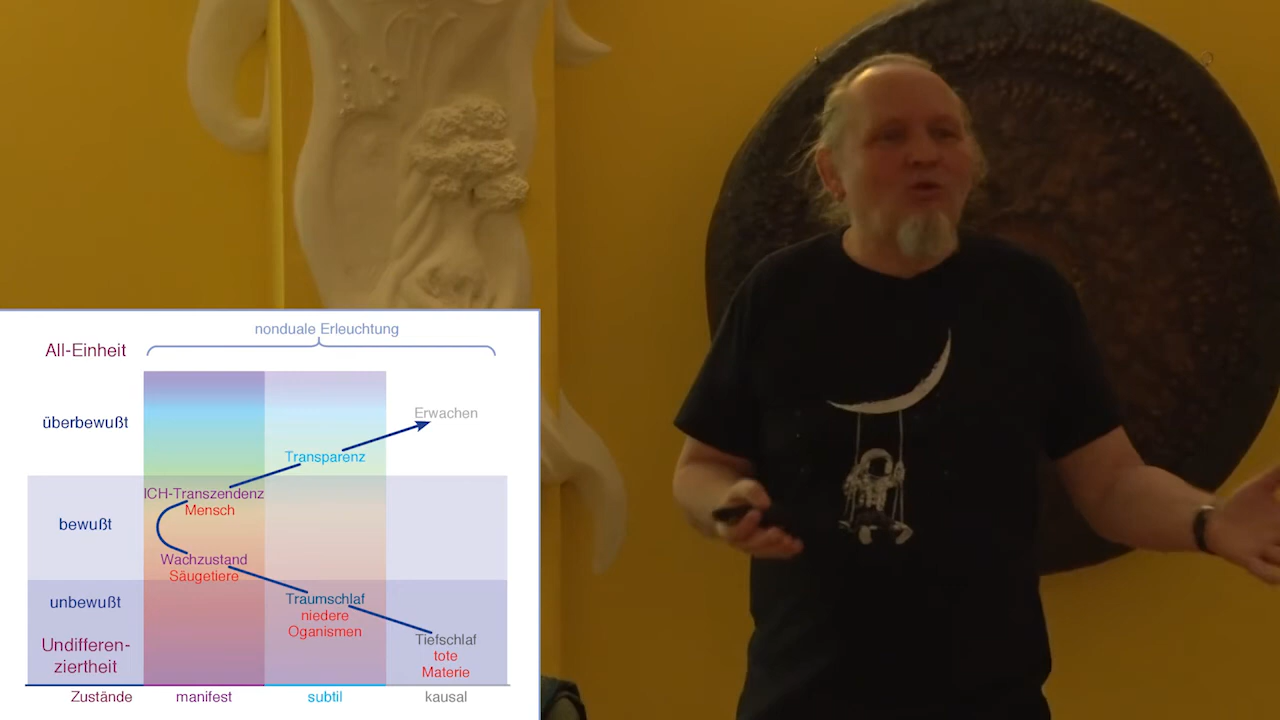 nonduale Erleuchtung
All-Einheit
überbewußt
Erwachen
Transparenz
ICH-Transzendenz
Mensch
bewußt
Wachzustand
Säugetiere
unbewußt
Traumschlaf
niedere
Oganismen
Undifferen-
ziertheit
Tiefschlaf
tote
Materie
Zustände
manifest
subtil
kausal